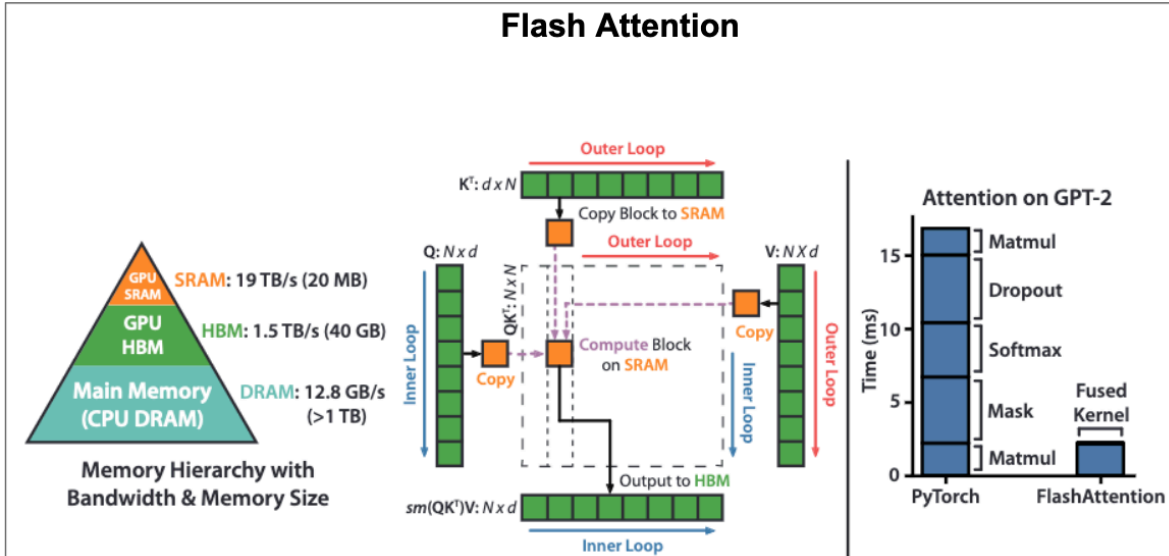 Flash Attention
GPU
SRAM
GPU
HBM
Main Memory
(CPU DRAM)
SRAM: 19 TB/s (20 MB)
HBM: 1.5 TB/s (40 GB)
DRAM: 12.8 GB/s
(>1 TB)
Memory Hierarchy with
Bandwidth & Memory Size
Outer Loop
Kᵀ: d x N
Copy Block to SRAM
Outer Loop
Q: N x d
V: N X d
QKᵀ: N x N
Inner Loop
Copy
Compute Block
on SRAM
Copy
Inner Loop
Outer Loop
Output to HBM
sm(QKᵀ)V: N x d
Inner Loop
Attention on GPT-2
Time (ms)
15
10
5
0
Matmul
Dropout
Softmax
Mask
Matmul
Fused
Kernel
PyTorch
FlashAttention